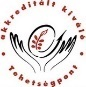 • akkreditált kiváló •
Tehetségpont